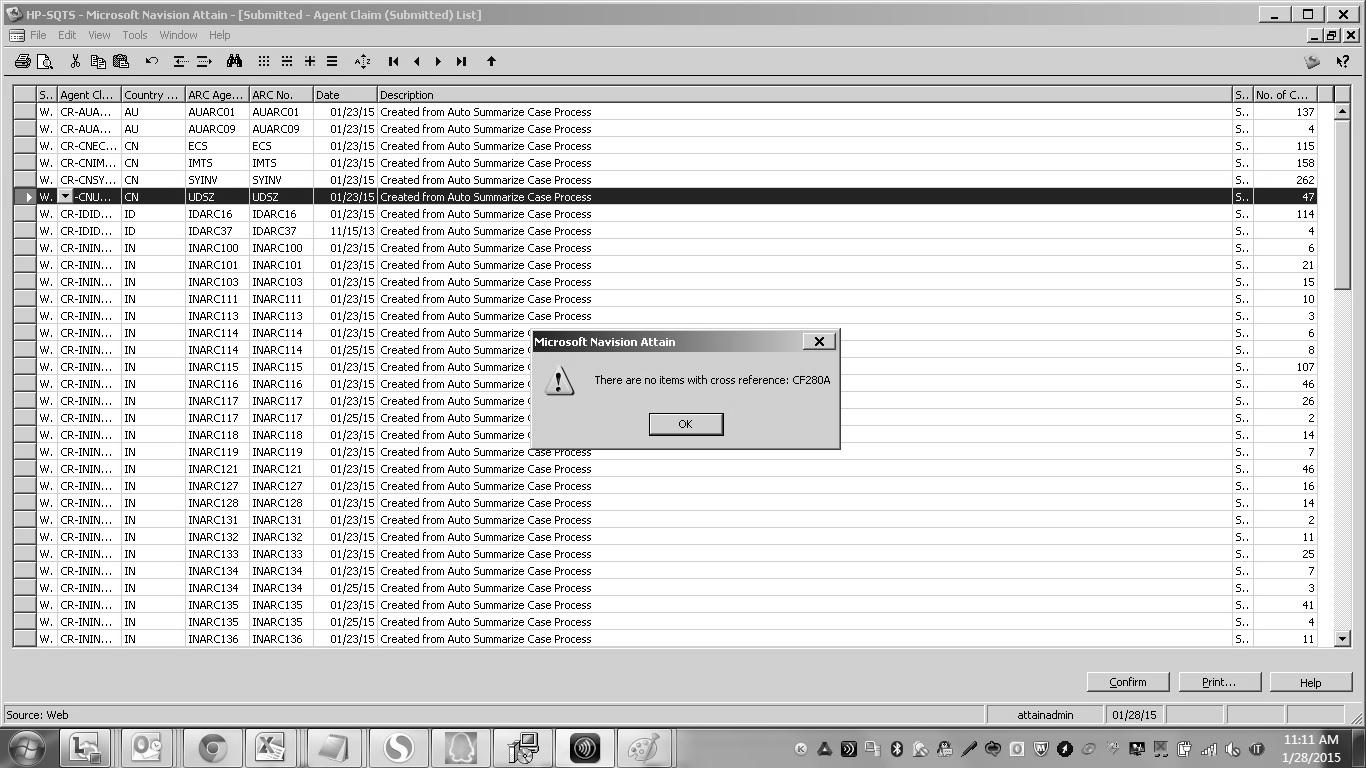 HP-SQTS - Microsoft Navision Attain - [Submitted - Agent Claim (Submitted) List]
File Edit View Tools Window Help
S.. Agent Cl... Country ... ARC Age... ARC No. Date Description S.. No. of C...
W. CR-AUA... AU AUARC01 AUARC01 01/23/15 Created from Auto Summarize Case Process S.. 137
W. CR-AUA... AU AUARC09 AUARC09 01/23/15 Created from Auto Summarize Case Process S.. 4
W. CR-CNEC... CN ECS ECS 01/23/15 Created from Auto Summarize Case Process S.. 115
W. CR-CNIM... CN IMTS IMTS 01/23/15 Created from Auto Summarize Case Process S.. 158
W. CR-CNSY... CN SYINV SYINV 01/23/15 Created from Auto Summarize Case Process S.. 262
W. -CNU... CN UDSZ UDSZ 01/23/15 Created from Auto Summarize Case Process S.. 47
W. CR-IDID... ID IDARC16 IDARC16 01/23/15 Created from Auto Summarize Case Process S.. 114
W. CR-IDID... ID IDARC37 IDARC37 11/15/13 Created from Auto Summarize Case Process S.. 4
W. CR-ININ... IN INARC100 INARC100 01/23/15 Created from Auto Summarize Case Process S.. 6
W. CR-ININ... IN INARC101 INARC101 01/23/15 Created from Auto Summarize Case Process S.. 21
W. CR-ININ... IN INARC103 INARC103 01/23/15 Created from Auto Summarize Case Process S.. 15
W. CR-ININ... IN INARC111 INARC111 01/23/15 Created from Auto Summarize Case Process S.. 10
W. CR-ININ... IN INARC113 INARC113 01/23/15 Created from Auto Summarize Case Process S.. 3
W. CR-ININ... IN INARC114 INARC114 01/23/15 Created from Auto Summarize S.. 6
W. CR-ININ... IN INARC114 INARC114 01/25/15 Created from Auto Summarize S.. 8
W. CR-ININ... IN INARC115 INARC115 01/23/15 Created from Auto Summarize S.. 107
W. CR-ININ... IN INARC116 INARC116 01/23/15 Created from Auto Summarize S.. 46
W. CR-ININ... IN INARC117 INARC117 01/23/15 Created from Auto Summarize S.. 26
W. CR-ININ... IN INARC117 INARC117 01/25/15 Created from Auto Summarize S.. 2
W. CR-ININ... IN INARC118 INARC118 01/23/15 Created from Auto Summarize S.. 14
W. CR-ININ... IN INARC119 INARC119 01/23/15 Created from Auto Summarize Case Process S.. 7
W. CR-ININ... IN INARC121 INARC121 01/23/15 Created from Auto Summarize Case Process S.. 46
W. CR-ININ... IN INARC127 INARC127 01/23/15 Created from Auto Summarize Case Process S.. 16
W. CR-ININ... IN INARC128 INARC128 01/23/15 Created from Auto Summarize Case Process S.. 14
W. CR-ININ... IN INARC131 INARC131 01/23/15 Created from Auto Summarize Case Process S.. 2
W. CR-ININ... IN INARC132 INARC132 01/23/15 Created from Auto Summarize Case Process S.. 11
W. CR-ININ... IN INARC133 INARC133 01/23/15 Created from Auto Summarize Case Process S.. 25
W. CR-ININ... IN INARC134 INARC134 01/23/15 Created from Auto Summarize Case Process S.. 7
W. CR-ININ... IN INARC134 INARC134 01/25/15 Created from Auto Summarize Case Process S.. 3
W. CR-ININ... IN INARC135 INARC135 01/23/15 Created from Auto Summarize Case Process S.. 41
W. CR-ININ... IN INARC135 INARC135 01/25/15 Created from Auto Summarize Case Process S.. 4
W. CR-ININ... IN INARC136 INARC136 01/23/15 Created from Auto Summarize Case Process S.. 11
Microsoft Navision Attain
There are no items with cross reference: CF280A
OK
Confirm Print... Help
Source: Web attainadmin 01/28/15
11:11 AM
1/28/2015